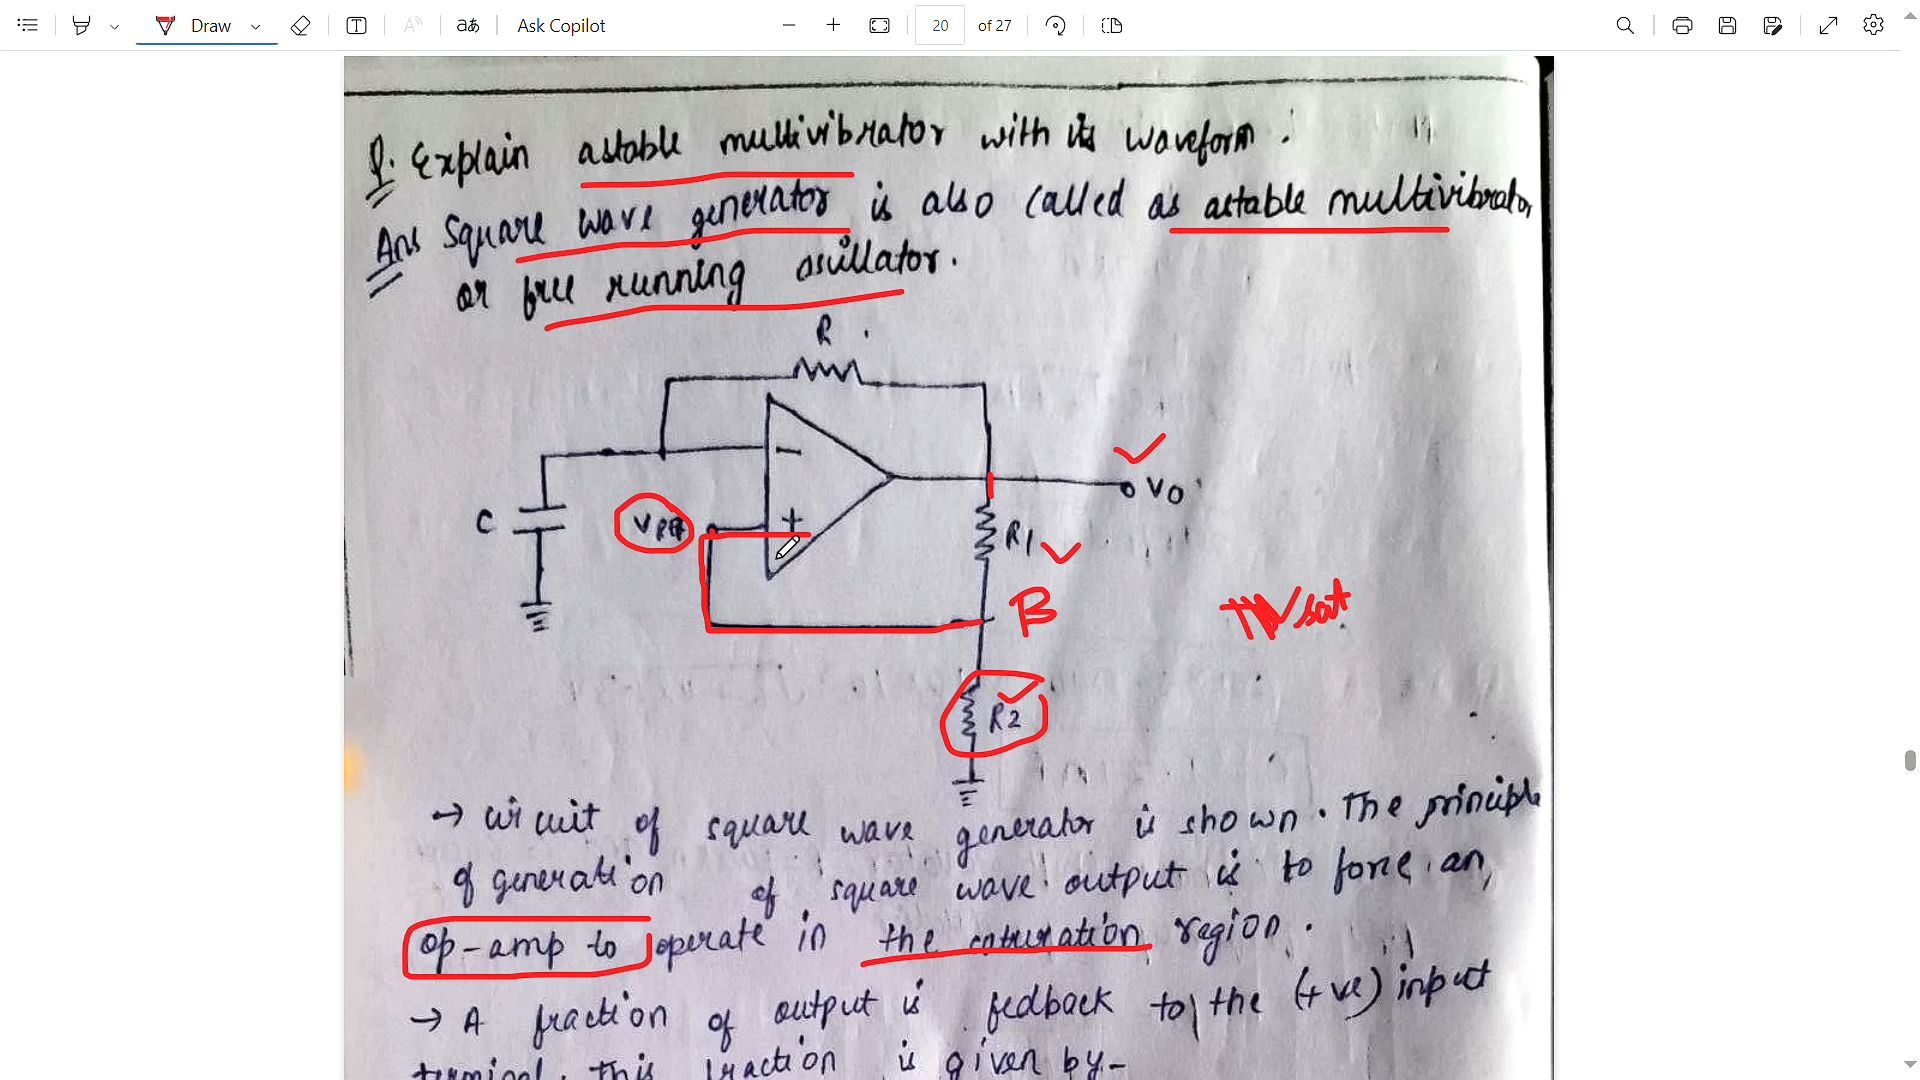 Draw
Ask Copilot
20 of 27
Q. Explain astable multivibrator with its waveform.
Ans Square wave generator is also called as astable multivibrator
or free running oscillator.
R
C
VREF
Vo
R1
B
R2
→ circuit of square wave generator is shown. The principle
of generation of square wave output is to force an
op-amp to operate in the saturation region.
→ A fraction of output is fedback to the (+ve) input
terminal. this fraction is given by-